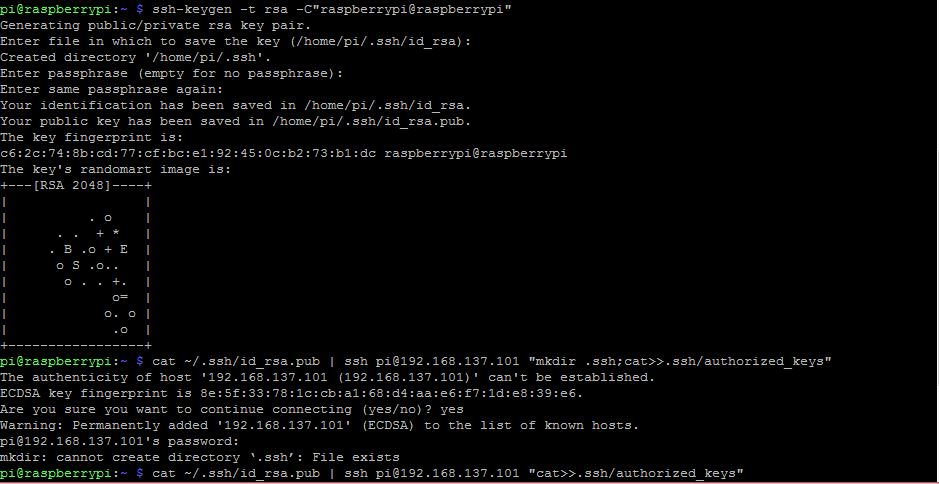 pi@raspberrypi:~ $ ssh-keygen -t rsa -C"raspberrypi@raspberrypi"
Generating public/private rsa key pair.
Enter file in which to save the key (/home/pi/.ssh/id_rsa):
Created directory '/home/pi/.ssh'.
Enter passphrase (empty for no passphrase):
Enter same passphrase again:
Your identification has been saved in /home/pi/.ssh/id_rsa.
Your public key has been saved in /home/pi/.ssh/id_rsa.pub.
The key fingerprint is:
c6:2c:74:8b:cd:77:cf:bc:e1:92:45:0c:b2:73:b1:dc raspberrypi@raspberrypi
The key's randomart image is:
+---[RSA 2048]----+
|                 |
|          . o    |
|      . .  + *   |
|     . B .o + E  |
|      o S .o..   |
|       o . . +.  |
|             o=  |
|            o. o |
|             .o  |
+-----------------+
pi@raspberrypi:~ $ cat ~/.ssh/id_rsa.pub | ssh pi@192.168.137.101 "mkdir .ssh;cat>>.ssh/authorized_keys"
The authenticity of host '192.168.137.101 (192.168.137.101)' can't be established.
ECDSA key fingerprint is 8e:5f:33:78:1c:cb:a1:68:d4:aa:e6:f7:1d:e8:39:e6.
Are you sure you want to continue connecting (yes/no)? yes
Warning: Permanently added '192.168.137.101' (ECDSA) to the list of known hosts.
pi@192.168.137.101's password:
mkdir: cannot create directory ‘.ssh’: File exists
pi@raspberrypi:~ $ cat ~/.ssh/id_rsa.pub | ssh pi@192.168.137.101 "cat>>.ssh/authorized_keys"